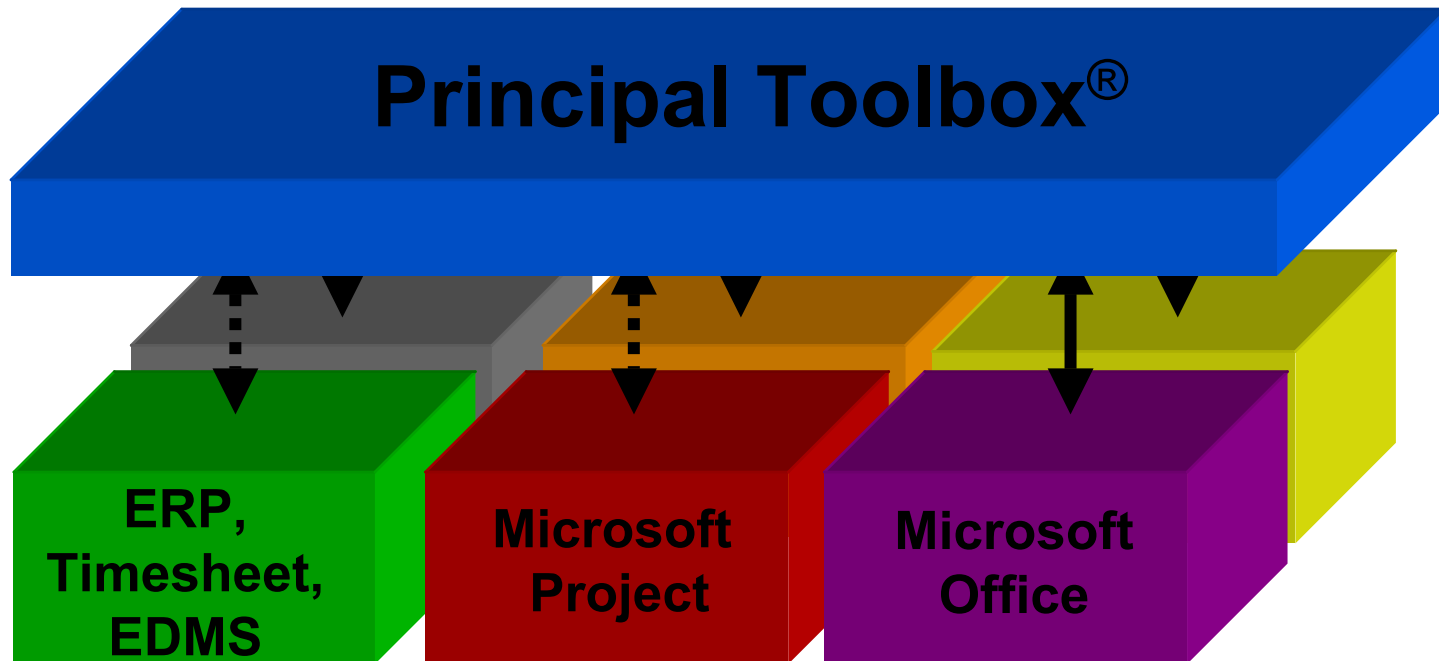 Principal Toolbox®
ERP,
Timesheet,
EDMS
Microsoft
Project
Microsoft
Office